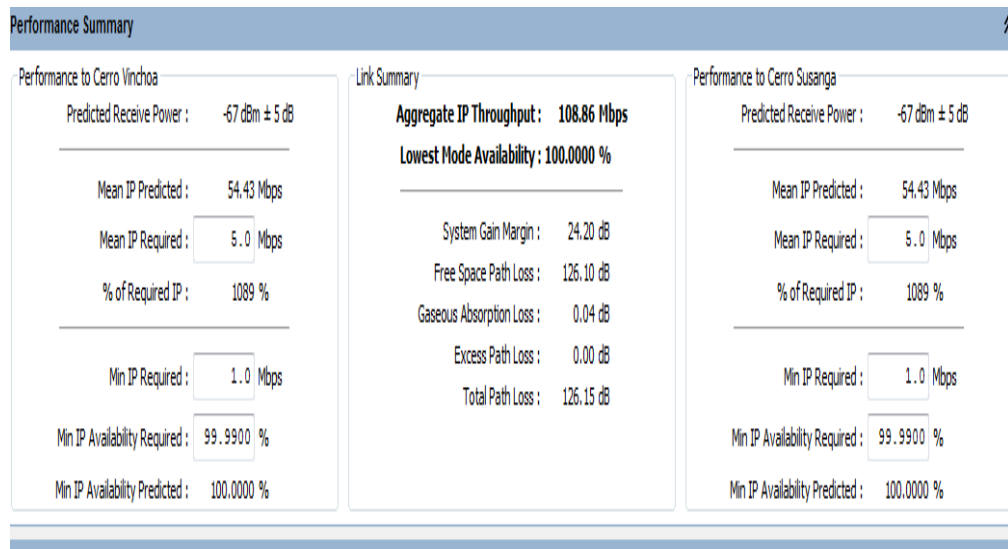 Performance Summary
Performance to Cerro Vinchoa
Predicted Receive Power : -67 dBm ± 5 dB
Mean IP Predicted : 54.43 Mbps
Mean IP Required : 5.0 Mbps
% of Required IP : 1089 %
Min IP Required : 1.0 Mbps
Min IP Availability Required : 99.9900 %
Min IP Availability Predicted : 100.0000 %
Link Summary
Aggregate IP Throughput : 108.86 Mbps
Lowest Mode Availability : 100.0000 %
System Gain Margin : 24.20 dB
Free Space Path Loss : 126.10 dB
Gaseous Absorption Loss : 0.04 dB
Excess Path Loss : 0.00 dB
Total Path Loss : 126.15 dB
Performance to Cerro Susanga
Predicted Receive Power : -67 dBm ± 5 dB
Mean IP Predicted : 54.43 Mbps
Mean IP Required : 5.0 Mbps
% of Required IP : 1089 %
Min IP Required : 1.0 Mbps
Min IP Availability Required : 99.9900 %
Min IP Availability Predicted : 100.0000 %